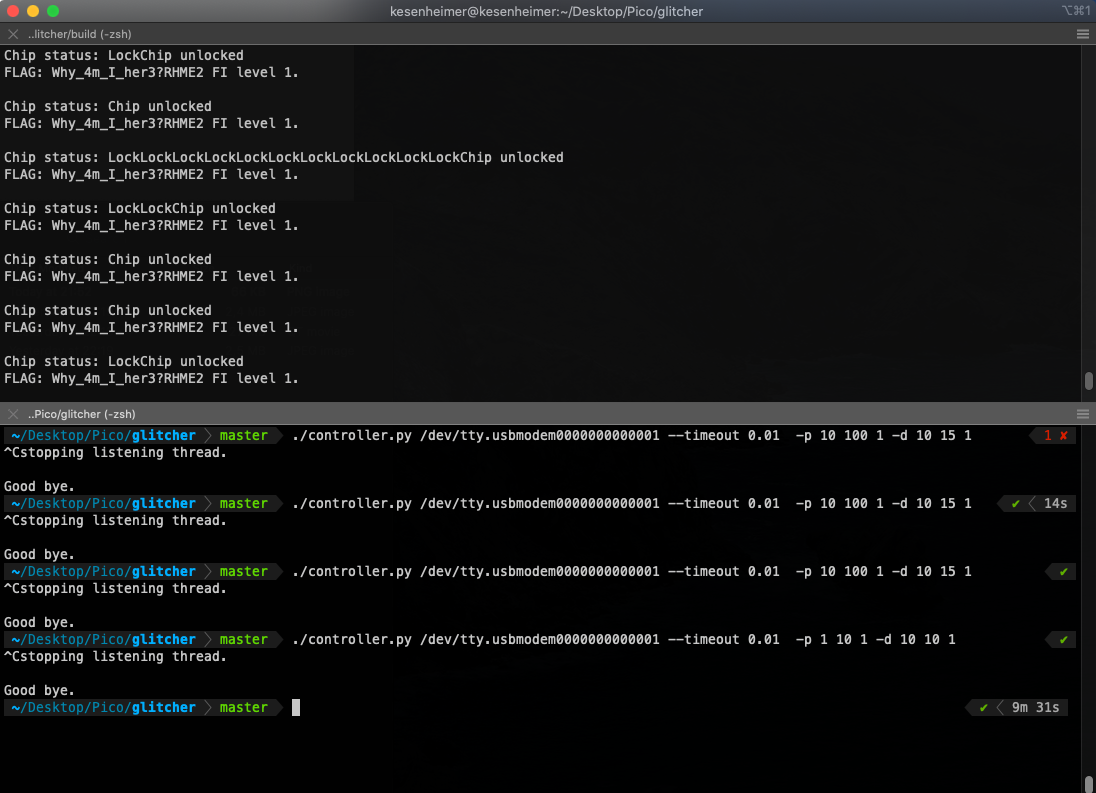 kesenheimer@kesenheimer:~/Desktop/Pico/glitcher ⌥⌘1
..litcher/build (-zsh)
Chip status: LockChip unlocked
FLAG: Why_4m_I_her3?RHME2 FI level 1.
Chip status: Chip unlocked
FLAG: Why_4m_I_her3?RHME2 FI level 1.
Chip status: LockLockLockLockLockLockLockLockLockLockLockChip unlocked
FLAG: Why_4m_I_her3?RHME2 FI level 1.
Chip status: LockLockChip unlocked
FLAG: Why_4m_I_her3?RHME2 FI level 1.
Chip status: Chip unlocked
FLAG: Why_4m_I_her3?RHME2 FI level 1.
Chip status: Chip unlocked
FLAG: Why_4m_I_her3?RHME2 FI level 1.
Chip status: LockChip unlocked
FLAG: Why_4m_I_her3?RHME2 FI level 1.
..Pico/glitcher (-zsh)
~/Desktop/Pico/glitcher master ./controller.py /dev/tty.usbmodem0000000000001 --timeout 0.01  -p 10 100 1 -d 10 15 1 1 ✘
^Cstopping listening thread.
Good bye.
~/Desktop/Pico/glitcher master ./controller.py /dev/tty.usbmodem0000000000001 --timeout 0.01  -p 10 100 1 -d 10 15 1 ✔ 14s
^Cstopping listening thread.
Good bye.
~/Desktop/Pico/glitcher master ./controller.py /dev/tty.usbmodem0000000000001 --timeout 0.01  -p 10 100 1 -d 10 15 1 ✔
^Cstopping listening thread.
Good bye.
~/Desktop/Pico/glitcher master ./controller.py /dev/tty.usbmodem0000000000001 --timeout 0.01  -p 1 10 1 -d 10 10 1 ✔
^Cstopping listening thread.
Good bye.
~/Desktop/Pico/glitcher master ✔ 9m 31s